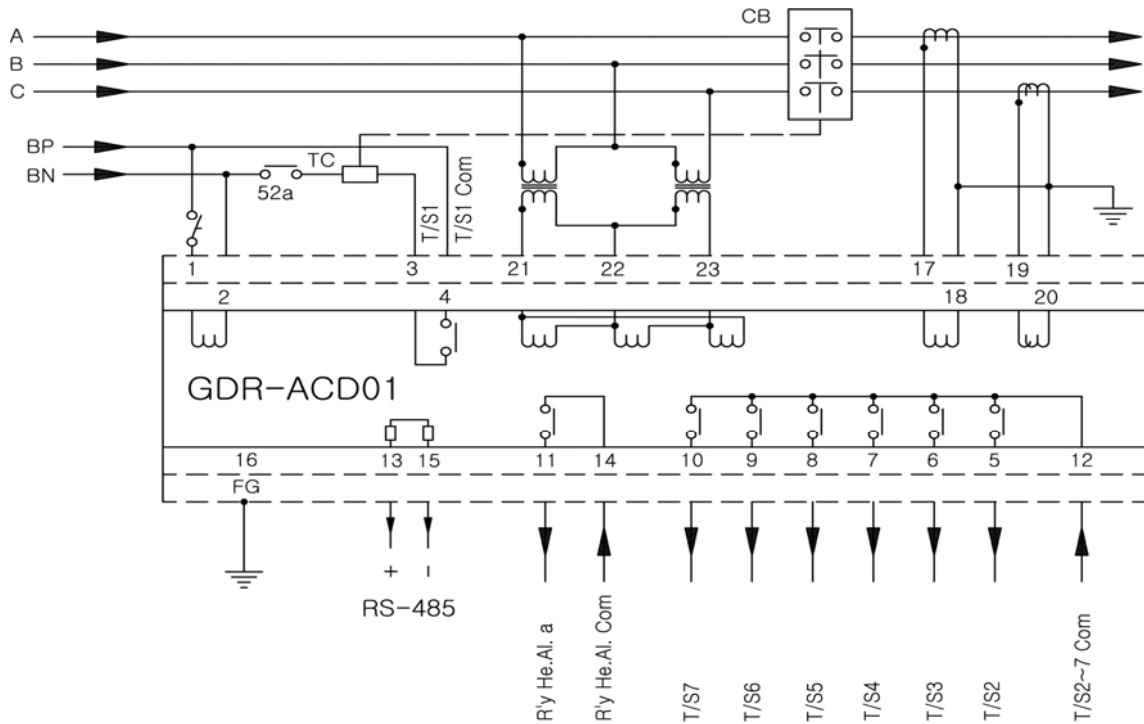 CB
A
B
C
BP
BN
TC
52a
T/S1
T/S1 Com
1 3 21 22 23 17 19
2 4 18 20
GDR-ACD01
16 13 15 11 14 10 9 8 7 6 5 12
FG
+ −
RS-485
R'y He.Al. a
R'y He.Al. Com
T/S7
T/S6
T/S5
T/S4
T/S3
T/S2
T/S2~7 Com